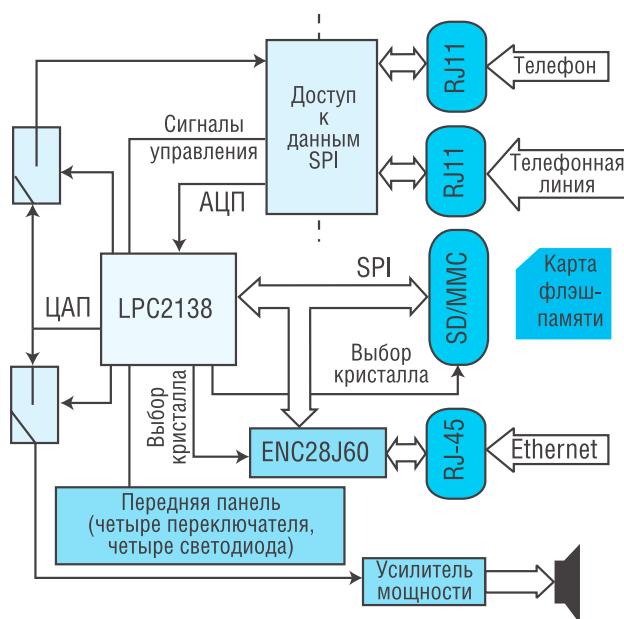 RJ11
Телефон
Доступ
к
данным
SPI
Сигналы
управления
RJ11
Телефонная
линия
АЦП
SPI
ЦАП
LPC2138
SD/MMC
Карта
флэш-
памяти
Выбор
кристалла
Выбор
кристалла
ENC28J60
RJ-45
Ethernet
Передняя панель
(четыре переключателя,
четыре светодиода)
Усилитель
мощности